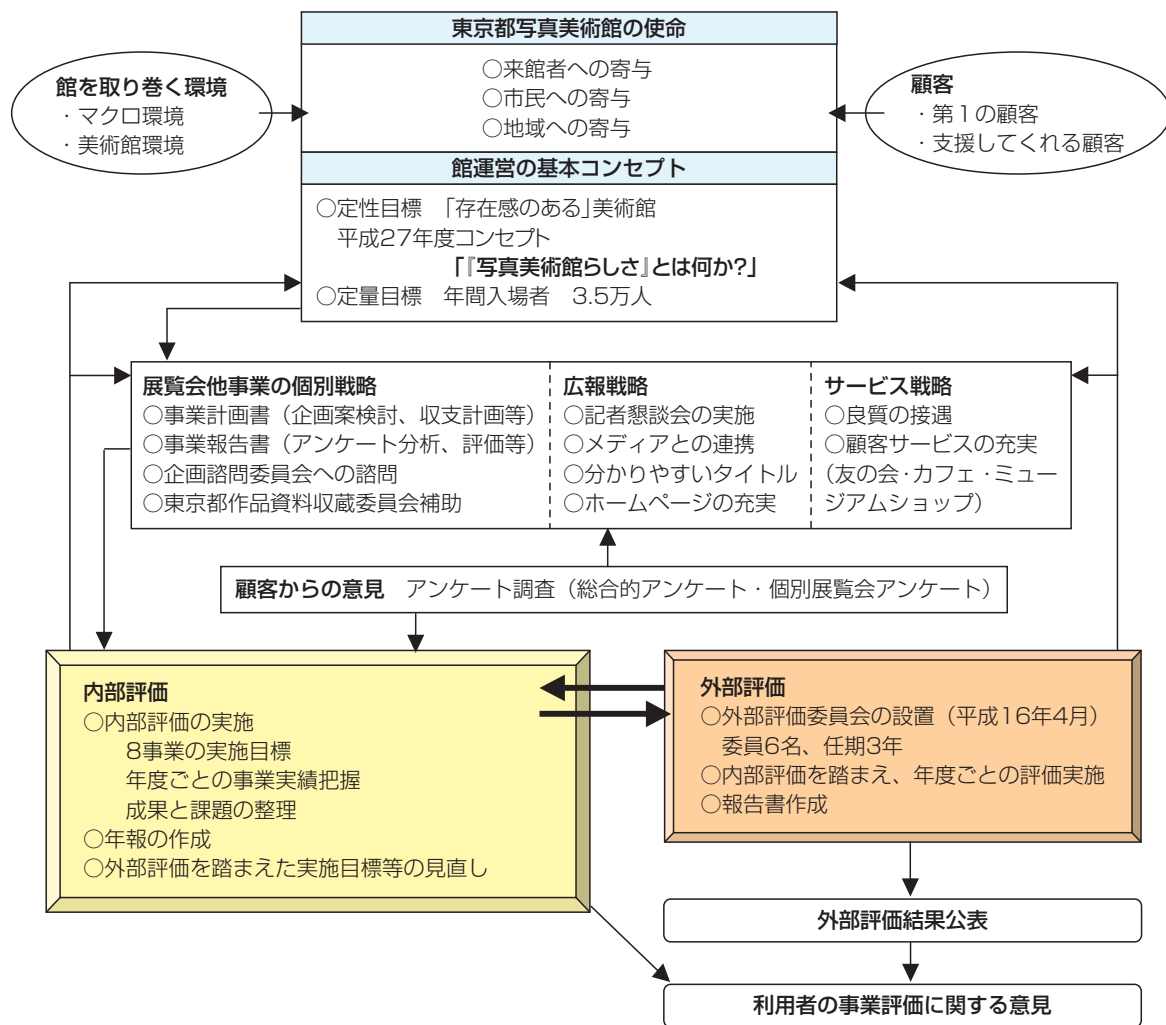 東京都写真美術館の使命
○来館者への寄与
○市民への寄与
○地域への寄与
館を取り巻く環境
・マクロ環境
・美術館環境
顧客
・第1の顧客
・支援してくれる顧客
館運営の基本コンセプト
○定性目標 「存在感のある」美術館
平成27年度コンセプト
「『写真美術館らしさ』とは何か?」
○定量目標 年間入場者 3.5万人
展覧会他事業の個別戦略
○事業計画書（企画案検討、収支計画等）
○事業報告書（アンケート分析、評価等）
○企画諮問委員会への諮問
○東京都作品資料収蔵委員会補助
広報戦略
○記者懇談会の実施
○メディアとの連携
○分かりやすいタイトル
○ホームページの充実
サービス戦略
○良質の接遇
○顧客サービスの充実
（友の会・カフェ・ミュー
ジアムショップ）
顧客からの意見 アンケート調査（総合的アンケート・個別展覧会アンケート）
内部評価
○内部評価の実施
8事業の実施目標
年度ごとの事業実績把握
成果と課題の整理
○年報の作成
○外部評価を踏まえた実施目標等の見直し
外部評価
○外部評価委員会の設置（平成16年4月）
委員6名、任期3年
○内部評価を踏まえ、年度ごとの評価実施
○報告書作成
外部評価結果公表
利用者の事業評価に関する意見